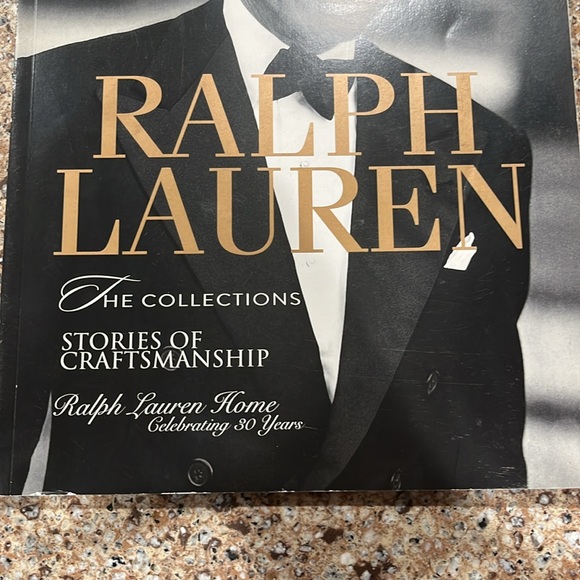 RALPH
LAUREN
THE COLLECTIONS
STORIES OF
CRAFTSMANSHIP
Ralph Lauren Home
Celebrating 30 Years